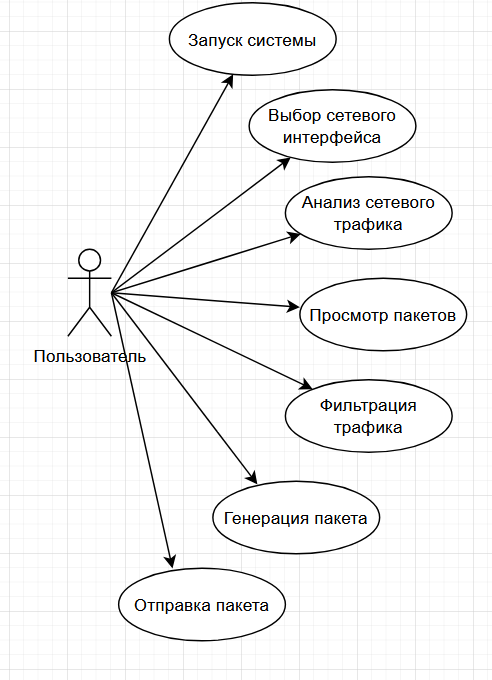 Запуск системы
Выбор сетевого
интерфейса
Анализ сетевого
трафика
Просмотр пакетов
Пользователь
Фильтрация
трафика
Генерация пакета
Отправка пакета